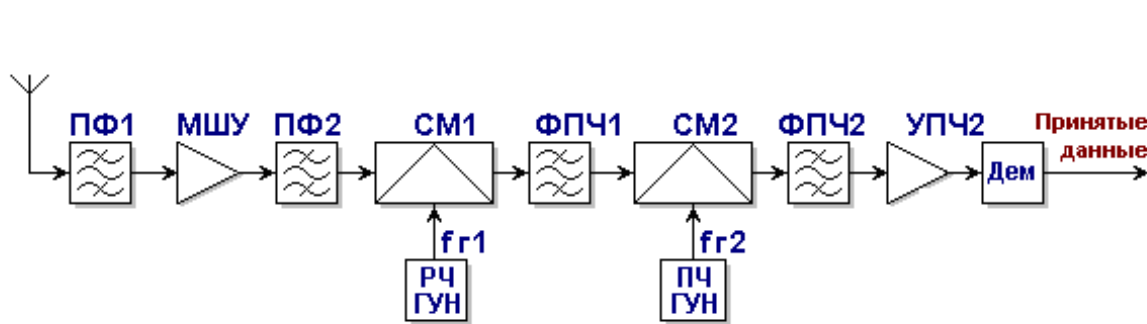 ПФ1 МШУ ПФ2 СМ1 ФПЧ1 СМ2 ФПЧ2 УПЧ2 Принятые
данные
Дем
fг1 fг2
РЧ ПЧ
ГУН ГУН